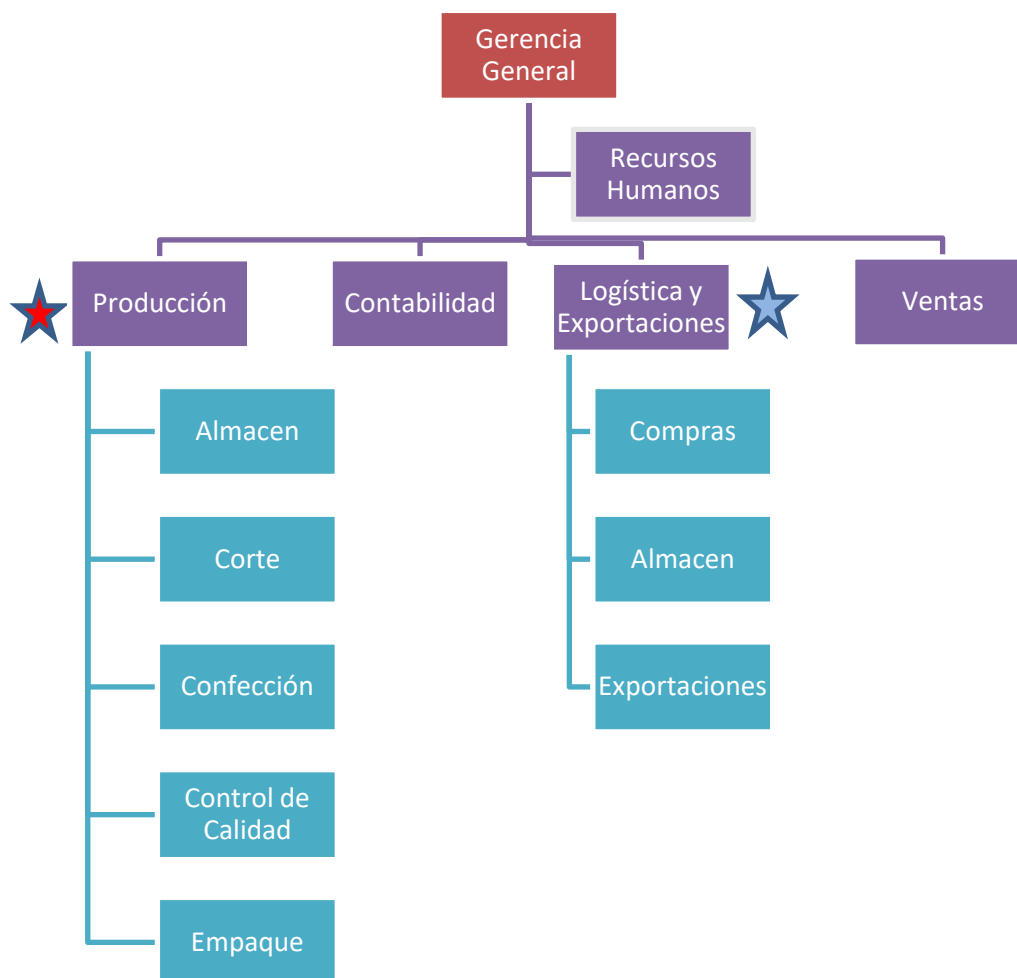 Gerencia
General
Recursos
Humanos
Producción
Contabilidad
Logística y
Exportaciones
Ventas
Almacen
Corte
Confección
Control de
Calidad
Empaque
Compras
Almacen
Exportaciones